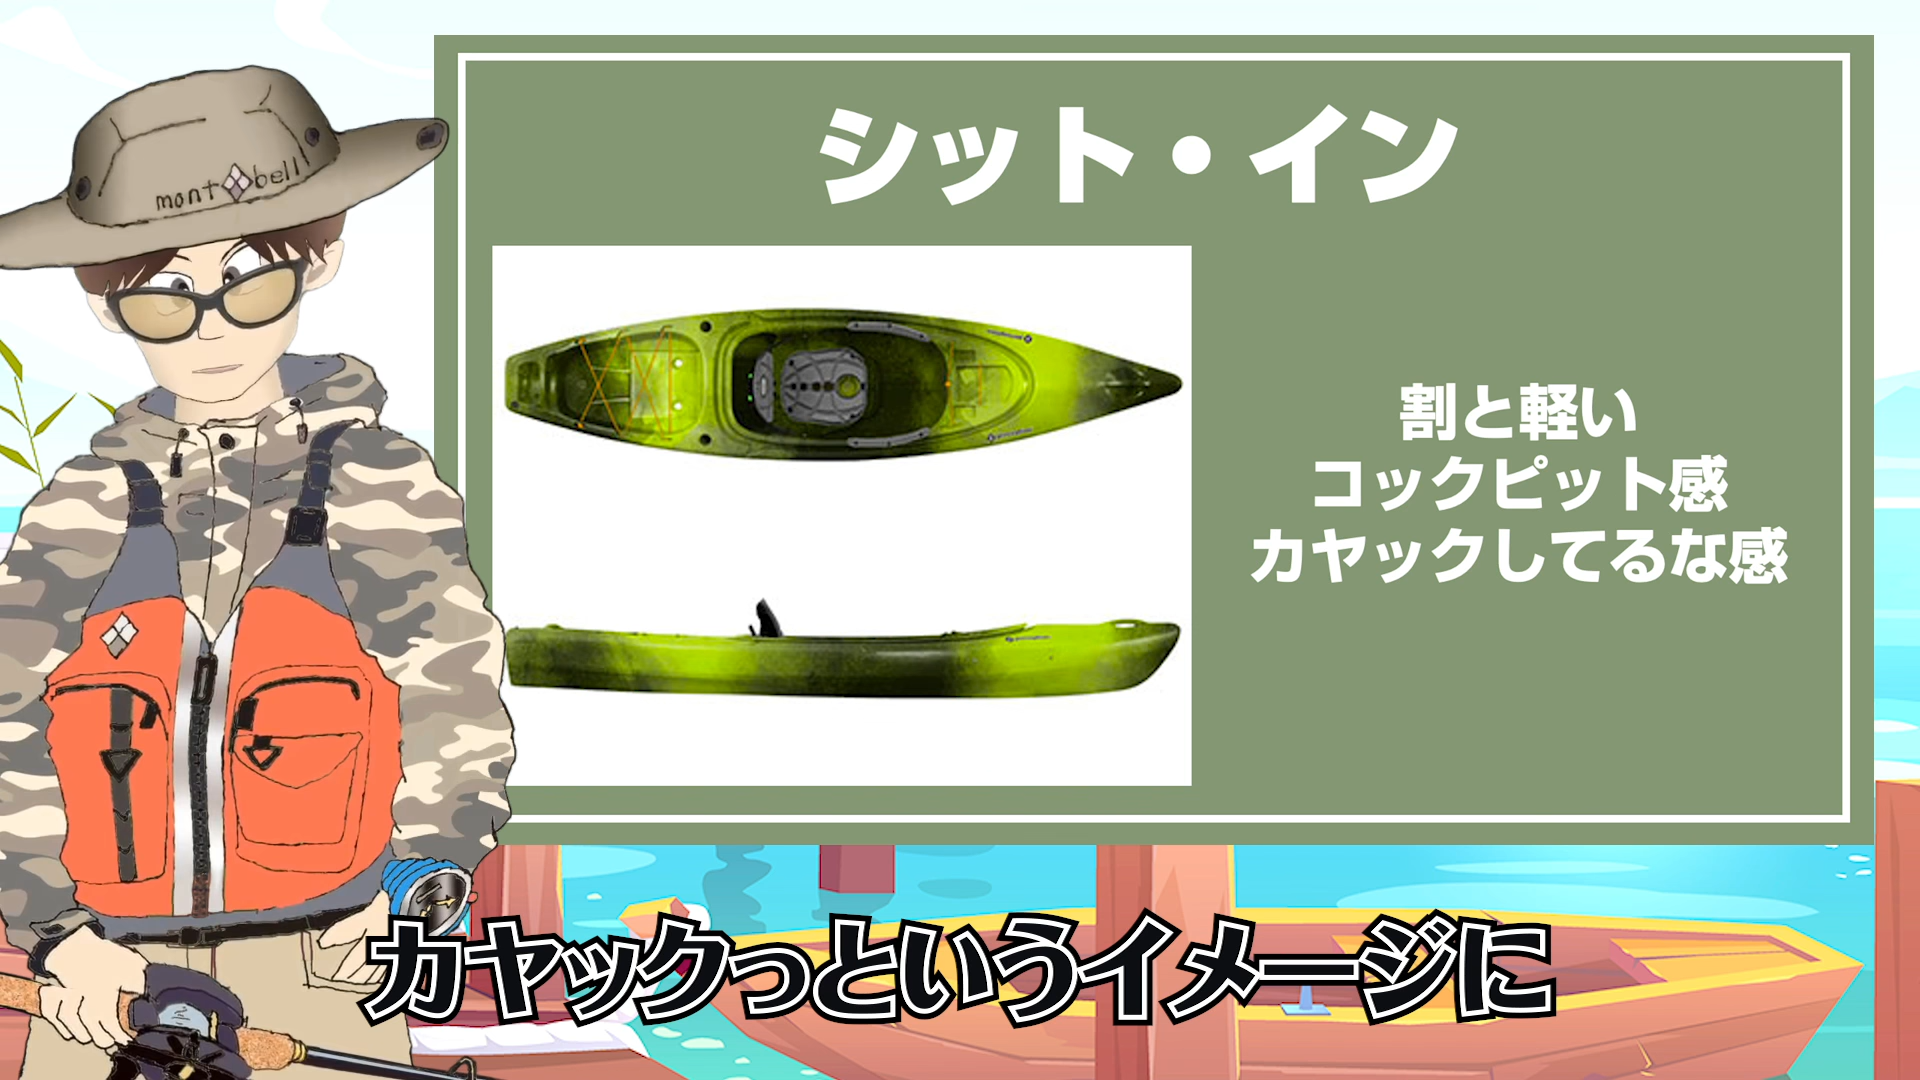 シット・イン
mont bell
割と軽い
コックピット感
カヤックしてるな感
カヤックっというイメージに